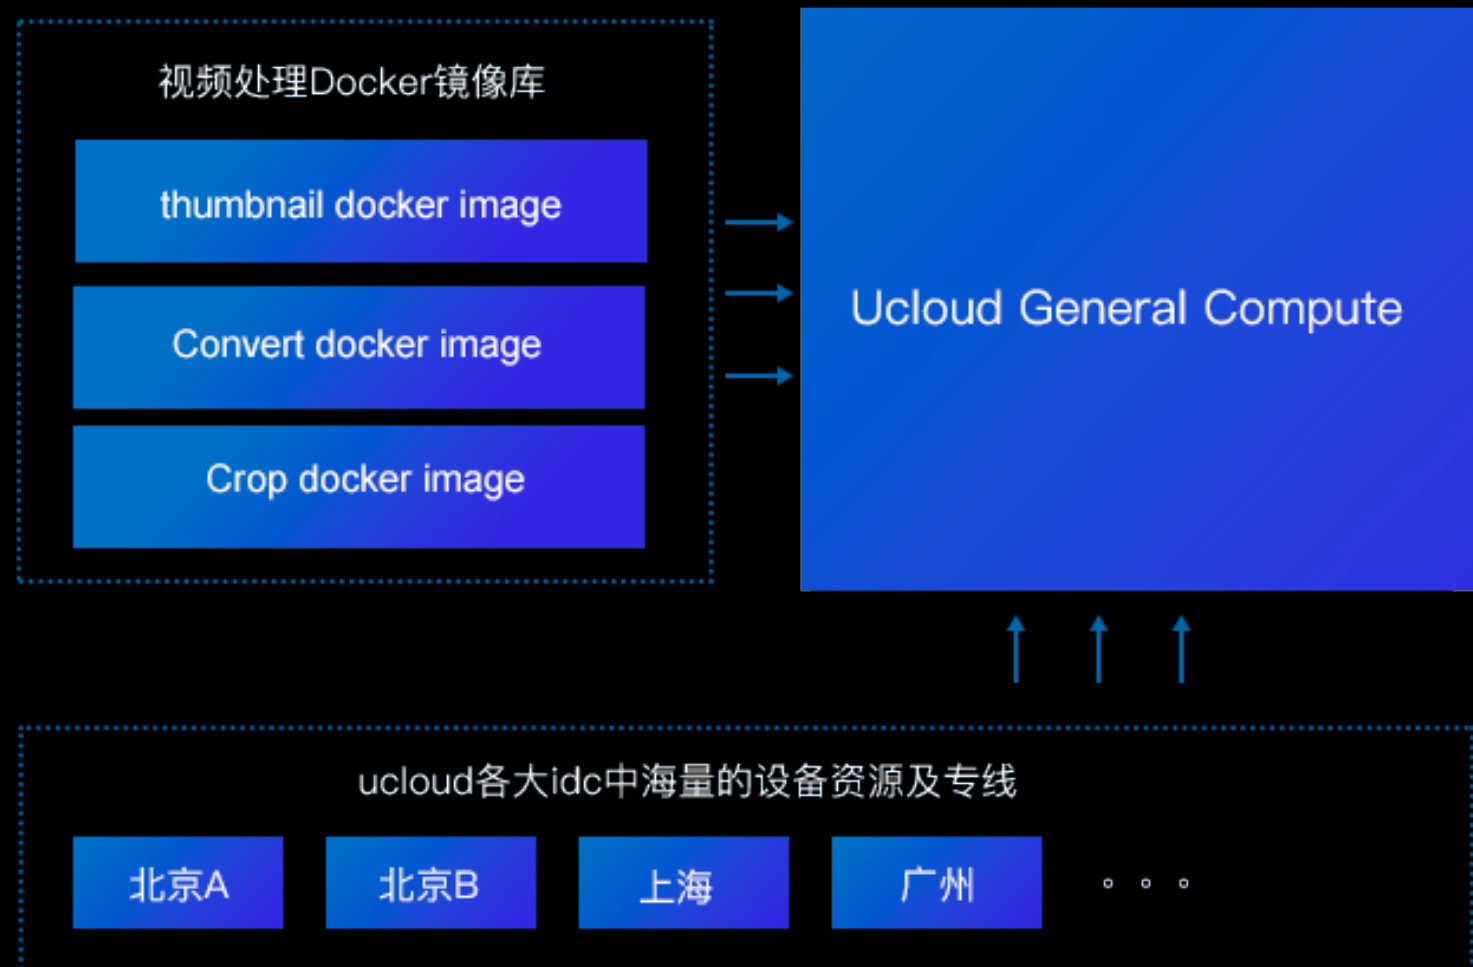 视频处理Docker镜像库
thumbnail docker image
Convert docker image
Crop docker image
Ucloud General Compute
ucloud各大idc中海量的设备资源及专线
北京A
北京B
上海
广州